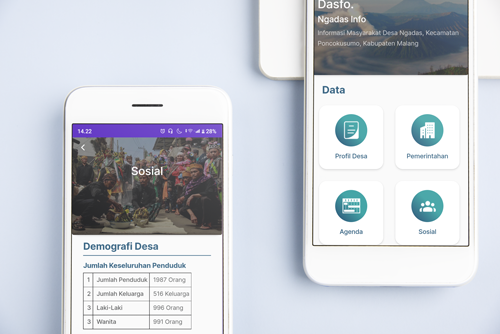 14.22
28%
Sosial
Demografi Desa
Jumlah Keseluruhan Penduduk
1 Jumlah Penduduk 1987 Orang
2 Jumlah Keluarga 516 Keluarga
3 Laki-Laki 996 Orang
3 Wanita 991 Orang
Dasfo.
Ngadas Info
Informasi Masyarakat Desa Ngadas, Kecamatan
Poncokusumo, Kabupaten Malang
Data
Profil Desa
Pemerintahan
Agenda
Sosial